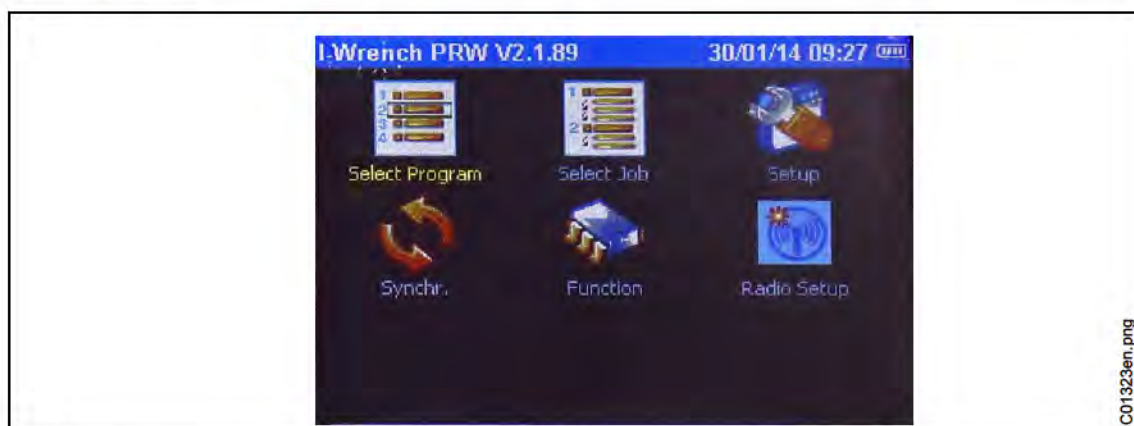 I-Wrench PRW V2.1.89 30/01/14 09:27
Select Program Select Job Setup
Synchr. Function Radio Setup
C01323en.png